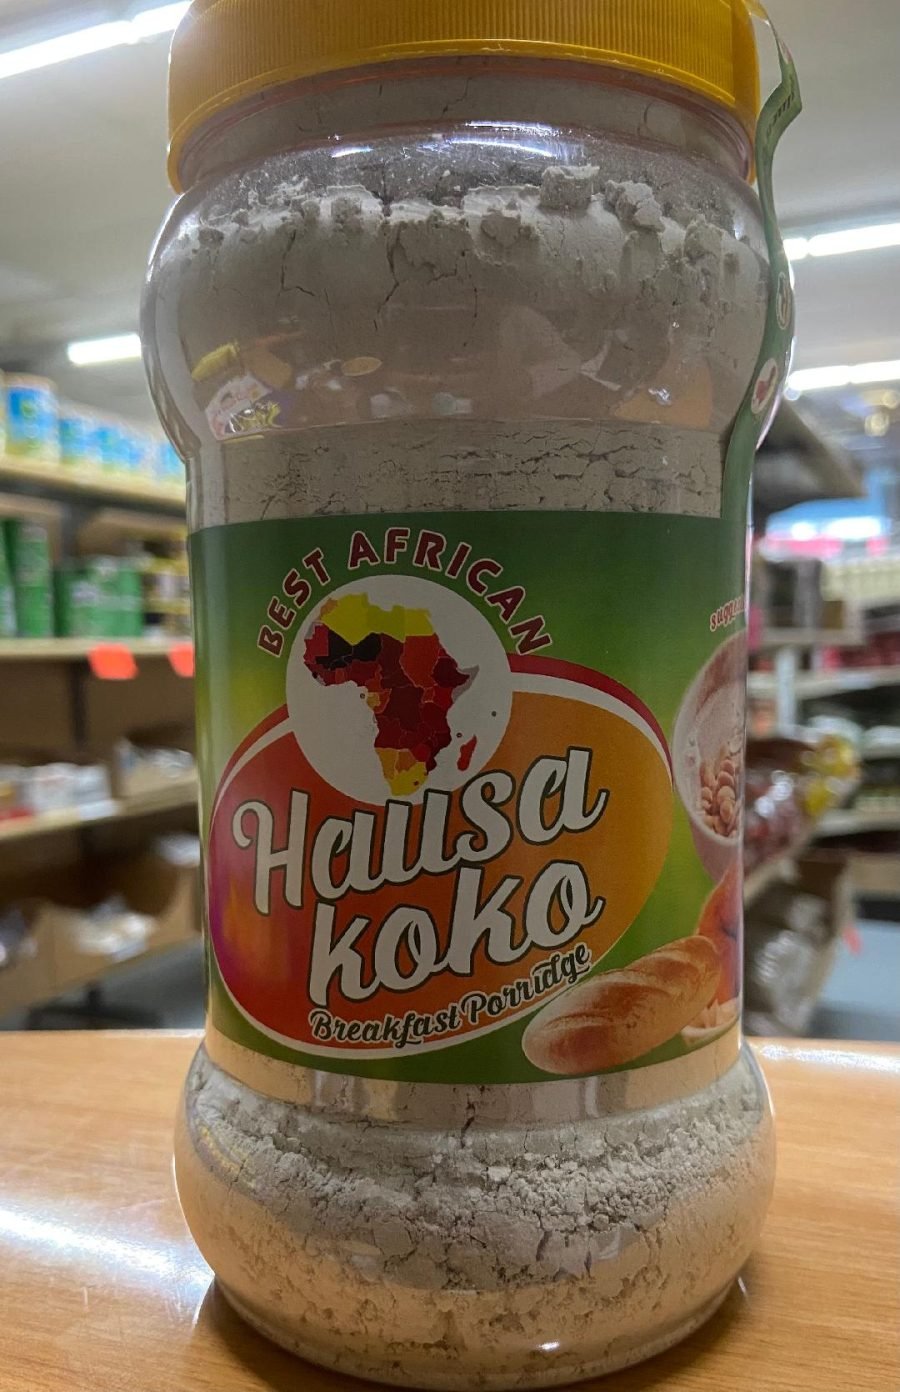 BEST AFRICAN
Hausa
koko
Breakfast Porridge